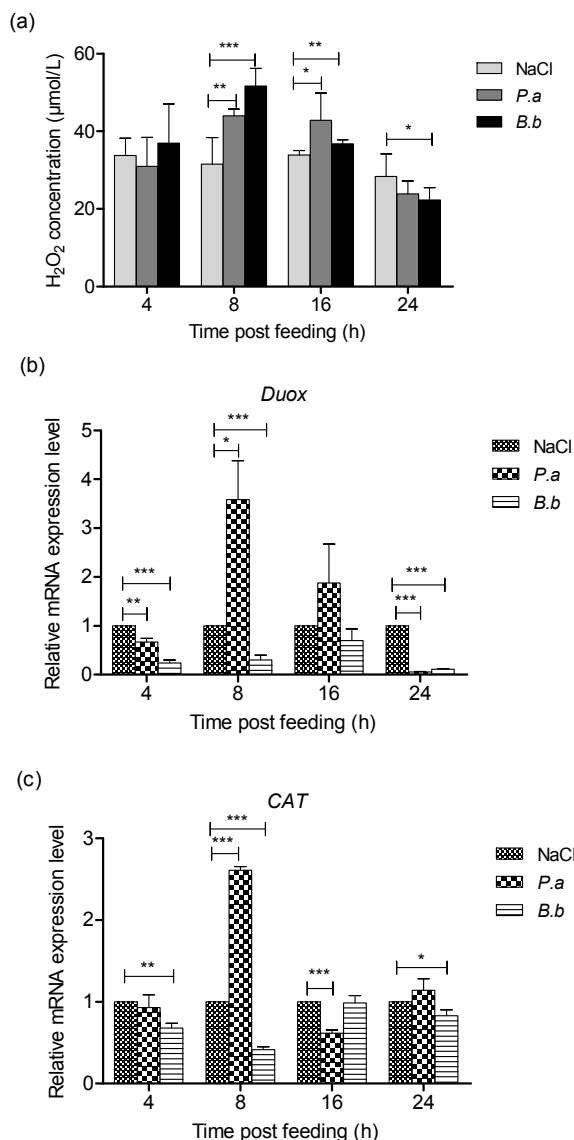 (a)
H₂O₂ concentration (μmol/L)
60
40
20
0
***
**
**
*
*
4 8 16 24
Time post feeding (h)
NaCl
P.a
B.b
(b)
Duox
Relative mRNA expression level
5
4
3
2
1
0
***
*
***
**
***
***
4 8 16 24
Time post feeding (h)
NaCl
P.a
B.b
(c)
CAT
Relative mRNA expression level
3
2
1
0
***
***
**
***
*
4 8 16 24
Time post feeding (h)
NaCl
P.a
B.b